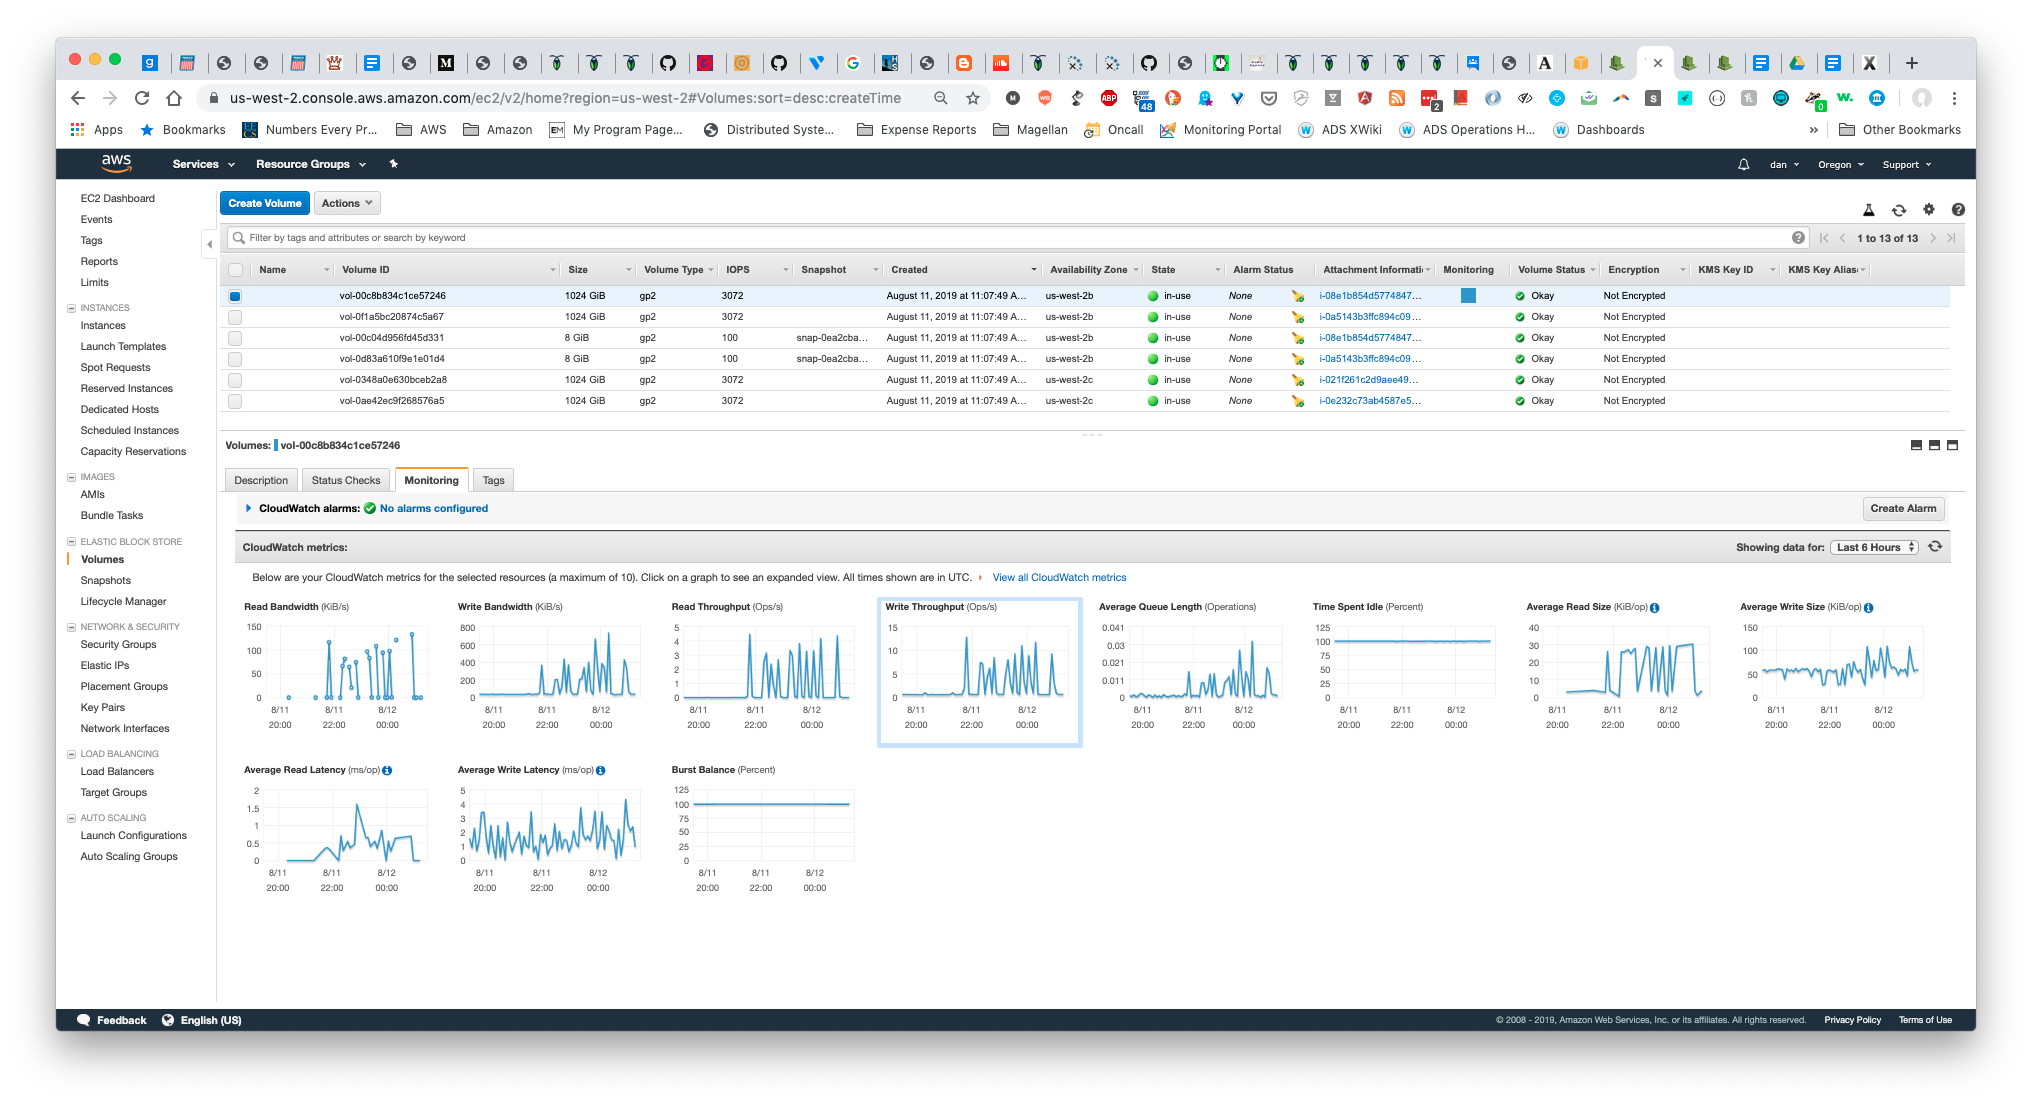 us-west-2.console.aws.amazon.com/ec2/v2/home?region=us-west-2#Volumes:sort=desc:createTime
Apps Bookmarks Numbers Every Pr... AWS Amazon My Program Page... Distributed Syste... Expense Reports Magellan Oncall Monitoring Portal ADS XWiki ADS Operations H... Dashboards » Other Bookmarks
aws Services Resource Groups dan Oregon Support
EC2 Dashboard
Events
Tags
Reports
Limits
INSTANCES
Instances
Launch Templates
Spot Requests
Reserved Instances
Dedicated Hosts
Scheduled Instances
Capacity Reservations
IMAGES
AMIs
Bundle Tasks
ELASTIC BLOCK STORE
Volumes
Snapshots
Lifecycle Manager
NETWORK & SECURITY
Security Groups
Elastic IPs
Placement Groups
Key Pairs
Network Interfaces
LOAD BALANCING
Load Balancers
Target Groups
AUTO SCALING
Launch Configurations
Auto Scaling Groups
Create Volume Actions
Filter by tags and attributes or search by keyword
1 to 13 of 13
Name Volume ID Size Volume Type IOPS Snapshot Created Availability Zone State Alarm Status Attachment Informati Monitoring Volume Status Encryption KMS Key ID KMS Key Alias
vol-00c8b834c1ce57246 1024 GiB gp2 3072 August 11, 2019 at 11:07:49 A... us-west-2b in-use None i-08e1b854d5774847... Okay Not Encrypted
vol-0f1a5bc20874c5a67 1024 GiB gp2 3072 August 11, 2019 at 11:07:49 A... us-west-2b in-use None i-0a5143b3ffc894c09... Okay Not Encrypted
vol-00c04d956fd45d331 8 GiB gp2 100 snap-0ea2cba... August 11, 2019 at 11:07:49 A... us-west-2b in-use None i-08e1b854d5774847... Okay Not Encrypted
vol-0d83a610f9e1e01d4 8 GiB gp2 100 snap-0ea2cba... August 11, 2019 at 11:07:49 A... us-west-2b in-use None i-0a5143b3ffc894c09... Okay Not Encrypted
vol-0348a0e630bceb2a8 1024 GiB gp2 3072 August 11, 2019 at 11:07:49 A... us-west-2c in-use None i-021f261c2d9aee49... Okay Not Encrypted
vol-0ae42ec9f268576a5 1024 GiB gp2 3072 August 11, 2019 at 11:07:49 A... us-west-2c in-use None i-0e232c73ab4587e5... Okay Not Encrypted
Volumes: vol-00c8b834c1ce57246
Description Status Checks Monitoring Tags
CloudWatch alarms: No alarms configured
Create Alarm
CloudWatch metrics:
Showing data for: Last 6 Hours
Below are your CloudWatch metrics for the selected resources (a maximum of 10). Click on a graph to see an expanded view. All times shown are in UTC. › View all CloudWatch metrics
Read Bandwidth (KiB/s)
150
100
50
0
8/11 8/11 8/12
20:00 22:00 00:00
Write Bandwidth (KiB/s)
800
600
400
200
0
8/11 8/11 8/12
20:00 22:00 00:00
Read Throughput (Ops/s)
5
4
3
2
1
0
8/11 8/11 8/12
20:00 22:00 00:00
Write Throughput (Ops/s)
15
10
5
0
8/11 8/11 8/12
20:00 22:00 00:00
Average Queue Length (Operations)
0.041
0.03
0.021
0.011
0
8/11 8/11 8/12
20:00 22:00 00:00
Time Spent Idle (Percent)
125
100
75
50
25
0
8/11 8/11 8/12
20:00 22:00 00:00
Average Read Size (KiB/op)
40
30
20
10
0
8/11 8/11 8/12
20:00 22:00 00:00
Average Write Size (KiB/op)
150
100
50
0
8/11 8/11 8/12
20:00 22:00 00:00
Average Read Latency (ms/op)
2
1.5
1
0.5
0
8/11 8/11 8/12
20:00 22:00 00:00
Average Write Latency (ms/op)
5
4
3
2
1
0
8/11 8/11 8/12
20:00 22:00 00:00
Burst Balance (Percent)
125
100
75
50
25
0
8/11 8/11 8/12
20:00 22:00 00:00
Feedback English (US)
© 2008 - 2019, Amazon Web Services, Inc. or its affiliates. All rights reserved. Privacy Policy Terms of Use